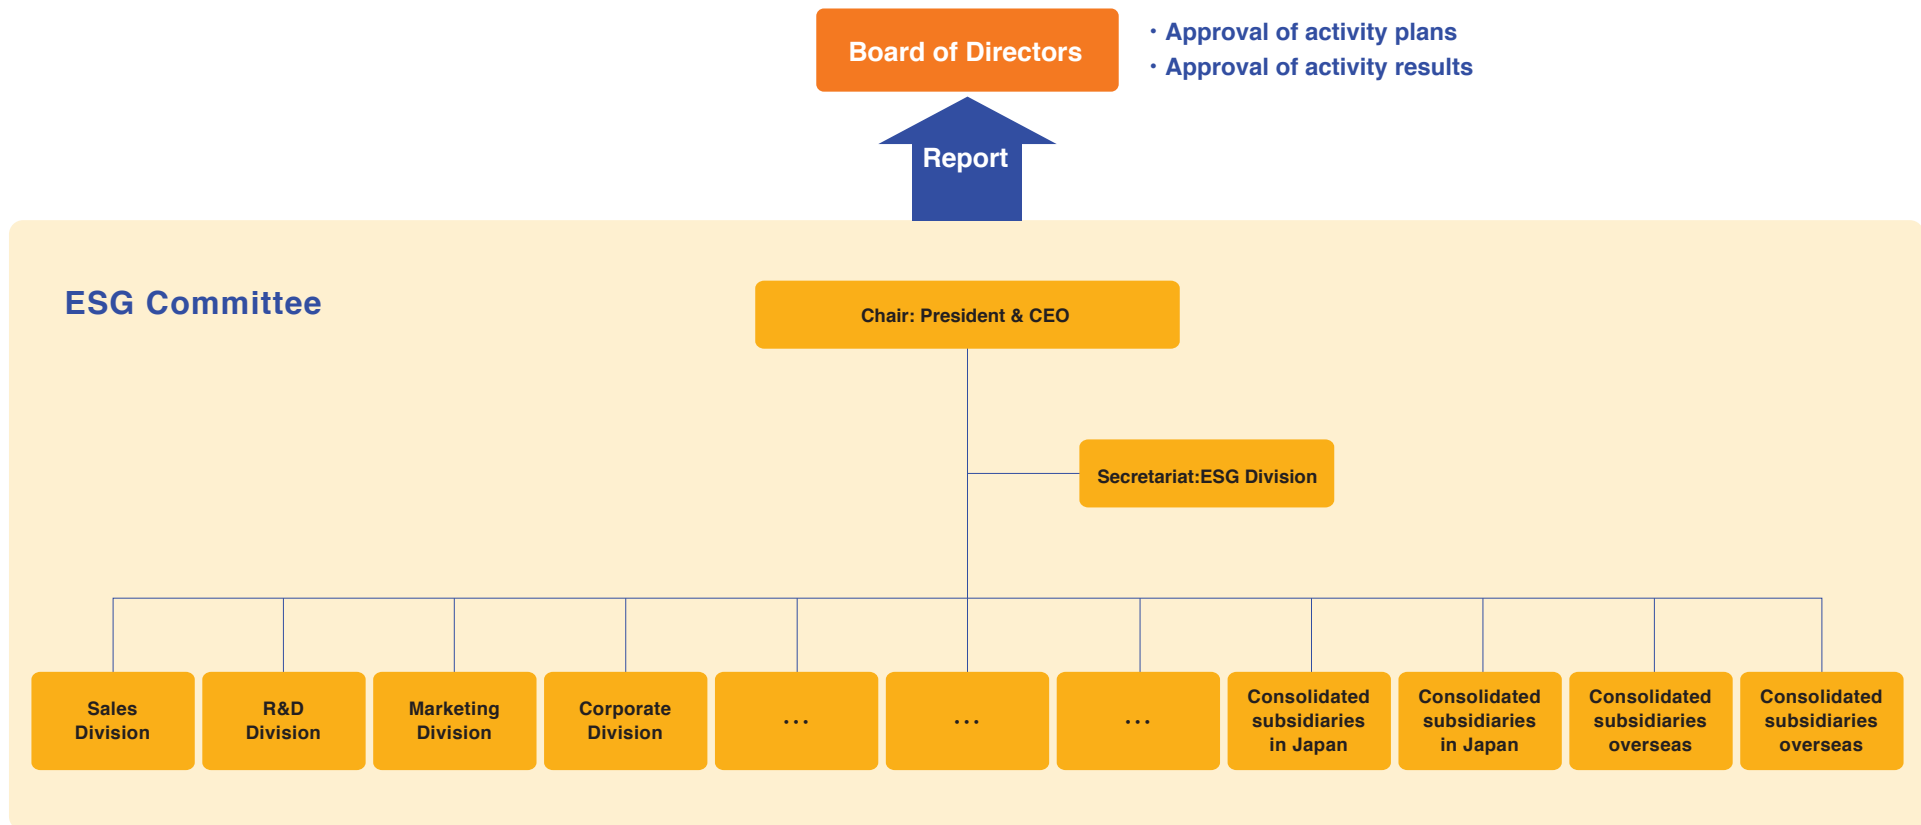 Board of Directors
・Approval of activity plans
・Approval of activity results
Report
ESG Committee
Chair: President & CEO
Secretariat:ESG Division
Sales
Division
R&D
Division
Marketing
Division
Corporate
Division
…
…
…
Consolidated
subsidiaries
in Japan
Consolidated
subsidiaries
in Japan
Consolidated
subsidiaries
overseas
Consolidated
subsidiaries
overseas